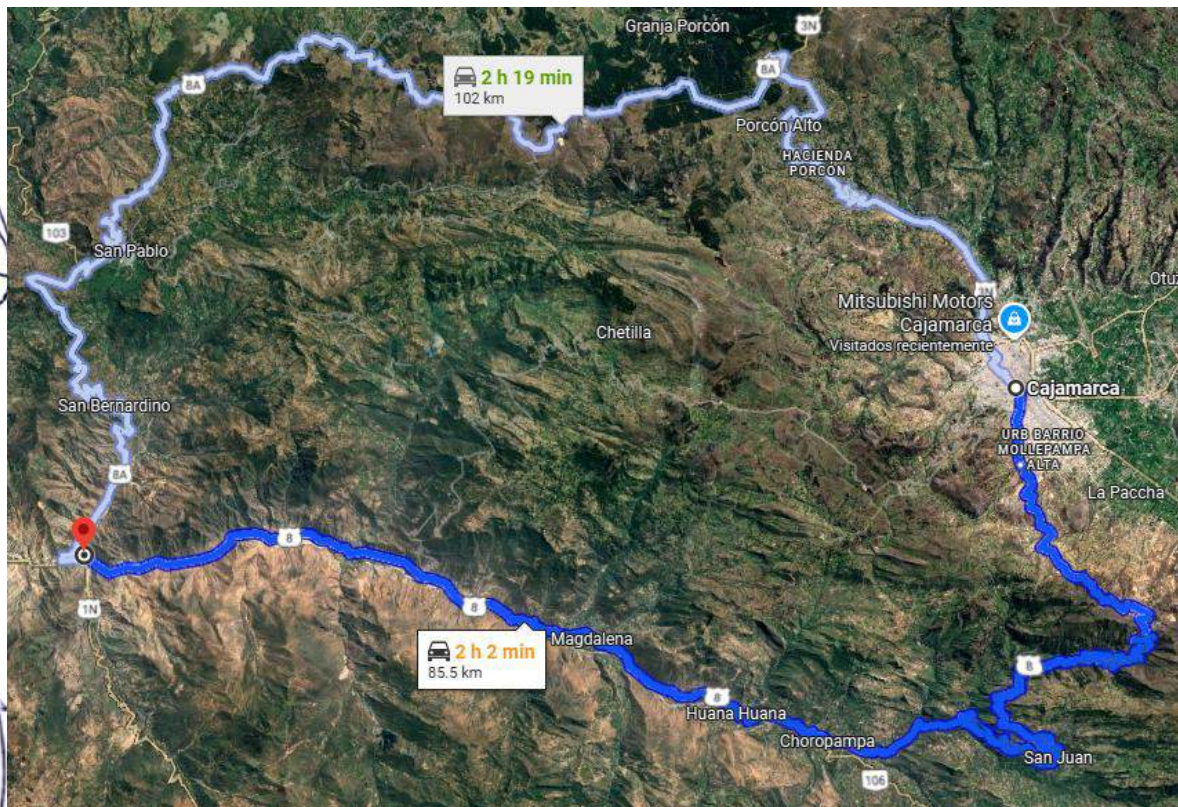 Granja Porcón
3N
8A
8A
2 h 19 min
102 km
Porcón Alto
HACIENDA
PORCÓN
103
San Pablo
3N
Otuz
Mitsubishi Motors
Cajamarca
Visitados recientemente
Chetilla
Cajamarca
San Bernardino
URB BARRIO
MOLLEPAMPA
ALTA
8A
La Paccha
8
1N
8
2 h 2 min
85.5 km
Magdalena
8
8
Huana Huana
Choropampa
San Juan
106